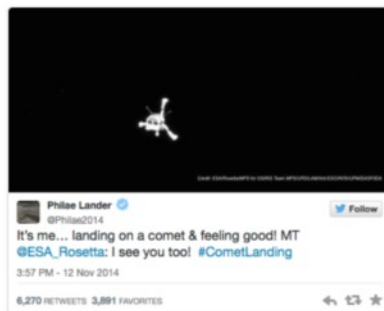 Philae Lander
@Philae2014
Follow
It's me... landing on a comet & feeling good! MT
@ESA_Rosetta: I see you too! #CometLanding
3:57 PM - 12 Nov 2014
6,270 RETWEETS 3,891 FAVORITES